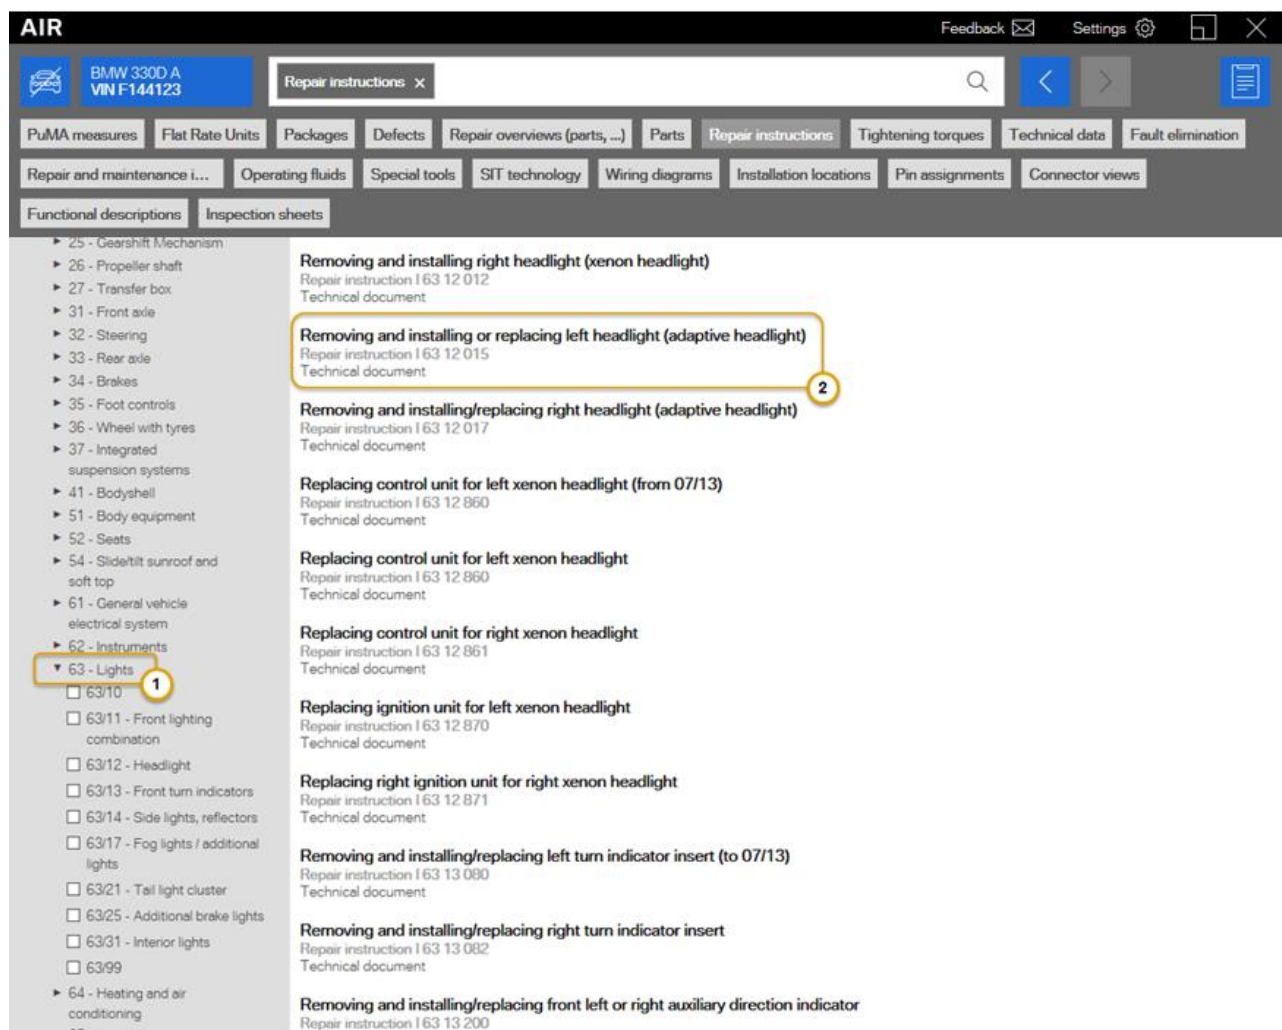 AIR
Feedback
Settings
BMW 330D A
VIN F144123
Repair instructions x
PuMA measures
Flat Rate Units
Packages
Defects
Repair overviews (parts, ...)
Parts
Repair instructions
Tightening torques
Technical data
Fault elimination
Repair and maintenance i...
Operating fluids
Special tools
SIT technology
Wiring diagrams
Installation locations
Pin assignments
Connector views
Functional descriptions
Inspection sheets
25 - Gearshift Mechanism
26 - Propeller shaft
27 - Transfer box
31 - Front axle
32 - Steering
33 - Rear axle
34 - Brakes
35 - Foot controls
36 - Wheel with tyres
37 - Integrated
suspension systems
41 - Bodyshell
51 - Body equipment
52 - Seats
54 - Slide/tilt sunroof and
soft top
61 - General vehicle
electrical system
62 - Instruments
63 - Lights
1
63/10
63/11 - Front lighting
combination
63/12 - Headlight
63/13 - Front turn indicators
63/14 - Side lights, reflectors
63/17 - Fog lights / additional
lights
63/21 - Tail light cluster
63/25 - Additional brake lights
63/31 - Interior lights
63/99
64 - Heating and air
conditioning
Removing and installing right headlight (xenon headlight)
Repair instruction I 63 12 012
Technical document
Removing and installing or replacing left headlight (adaptive headlight)
Repair instruction I 63 12 015
Technical document
2
Removing and installing/replacing right headlight (adaptive headlight)
Repair instruction I 63 12 017
Technical document
Replacing control unit for left xenon headlight (from 07/13)
Repair instruction I 63 12 860
Technical document
Replacing control unit for left xenon headlight
Repair instruction I 63 12 860
Technical document
Replacing control unit for right xenon headlight
Repair instruction I 63 12 861
Technical document
Replacing ignition unit for left xenon headlight
Repair instruction I 63 12 870
Technical document
Replacing right ignition unit for right xenon headlight
Repair instruction I 63 12 871
Technical document
Removing and installing/replacing left turn indicator insert (to 07/13)
Repair instruction I 63 13 080
Technical document
Removing and installing/replacing right turn indicator insert
Repair instruction I 63 13 082
Technical document
Removing and installing/replacing front left or right auxiliary direction indicator
Repair instruction I 63 13 200